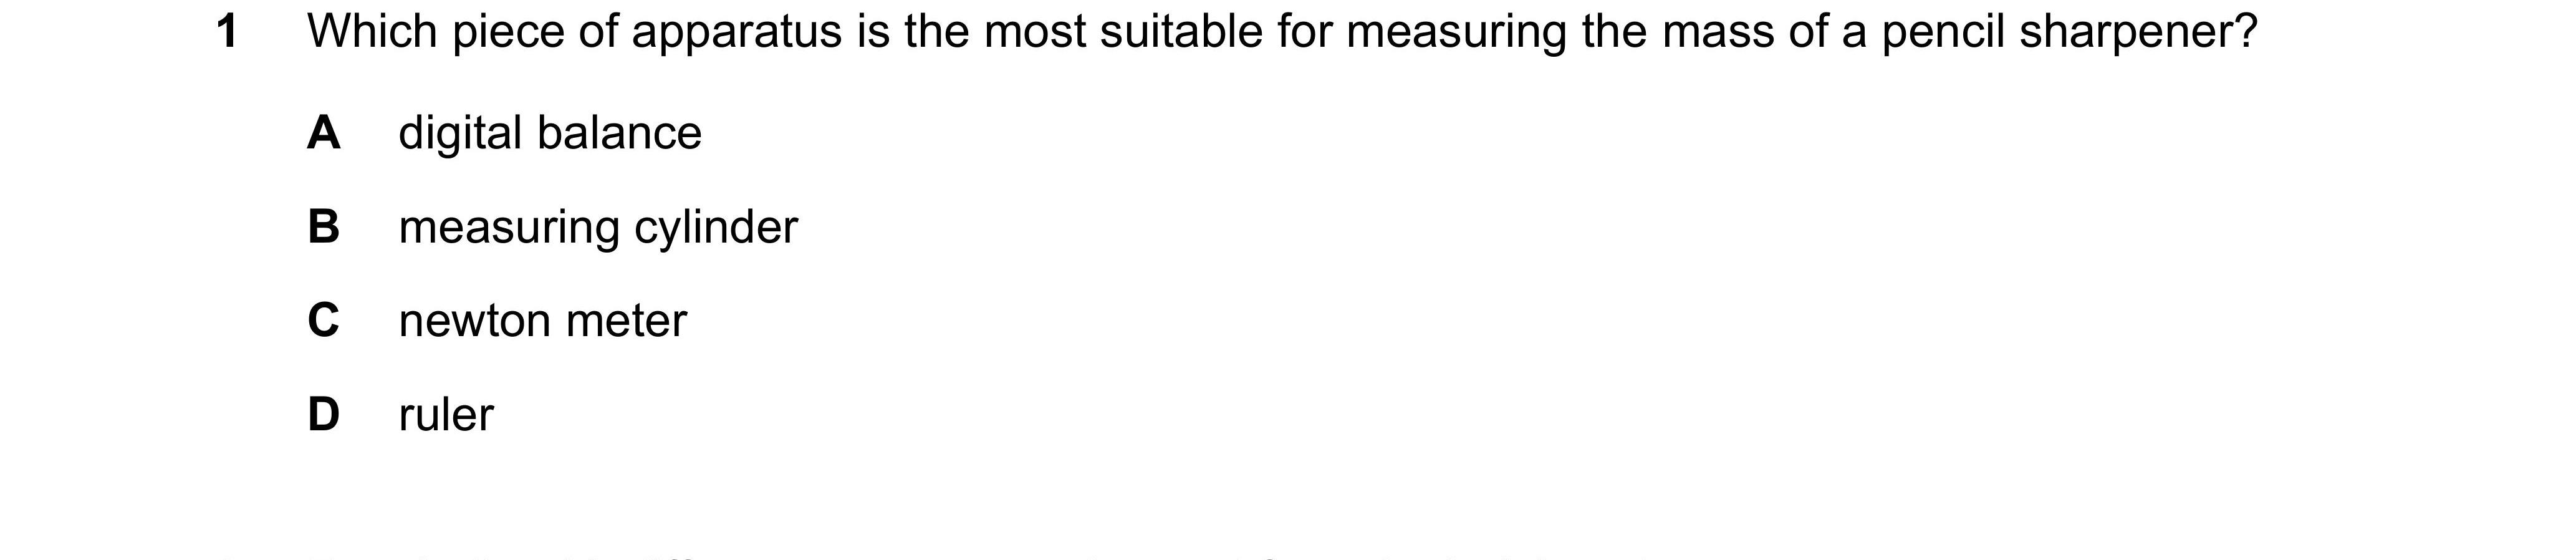 1 Which piece of apparatus is the most suitable for measuring the mass of a pencil sharpener?
A digital balance
B measuring cylinder
C newton meter
D ruler